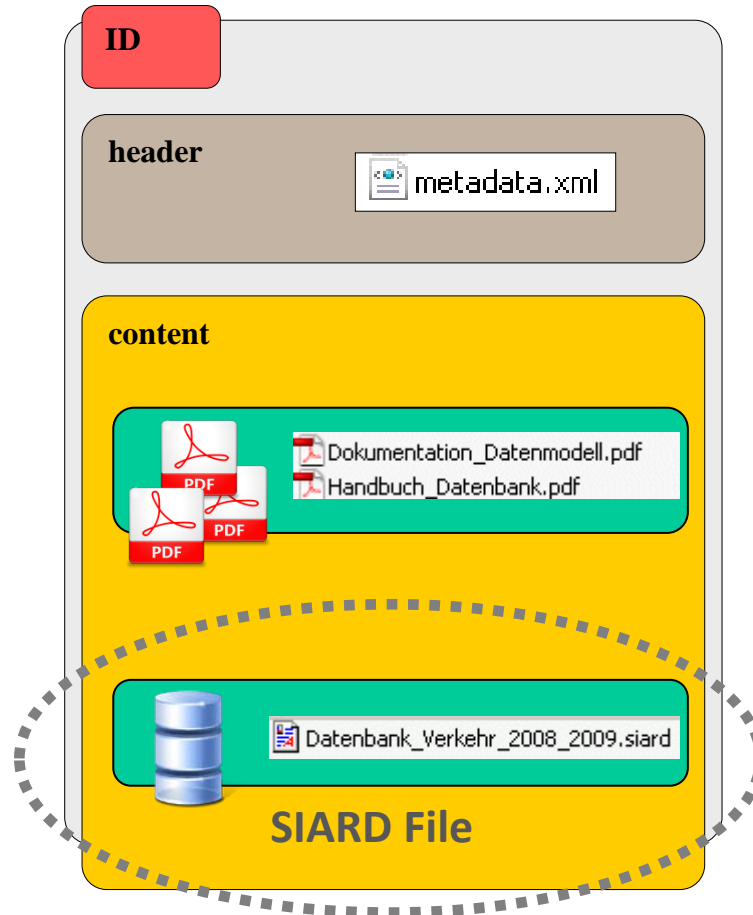 ID
header
metadata.xml
content
PDF
PDF
PDF
Dokumentation_Datenmodell.pdf
Handbuch_Datenbank.pdf
Datenbank_Verkehr_2008_2009.siard
SIARD File